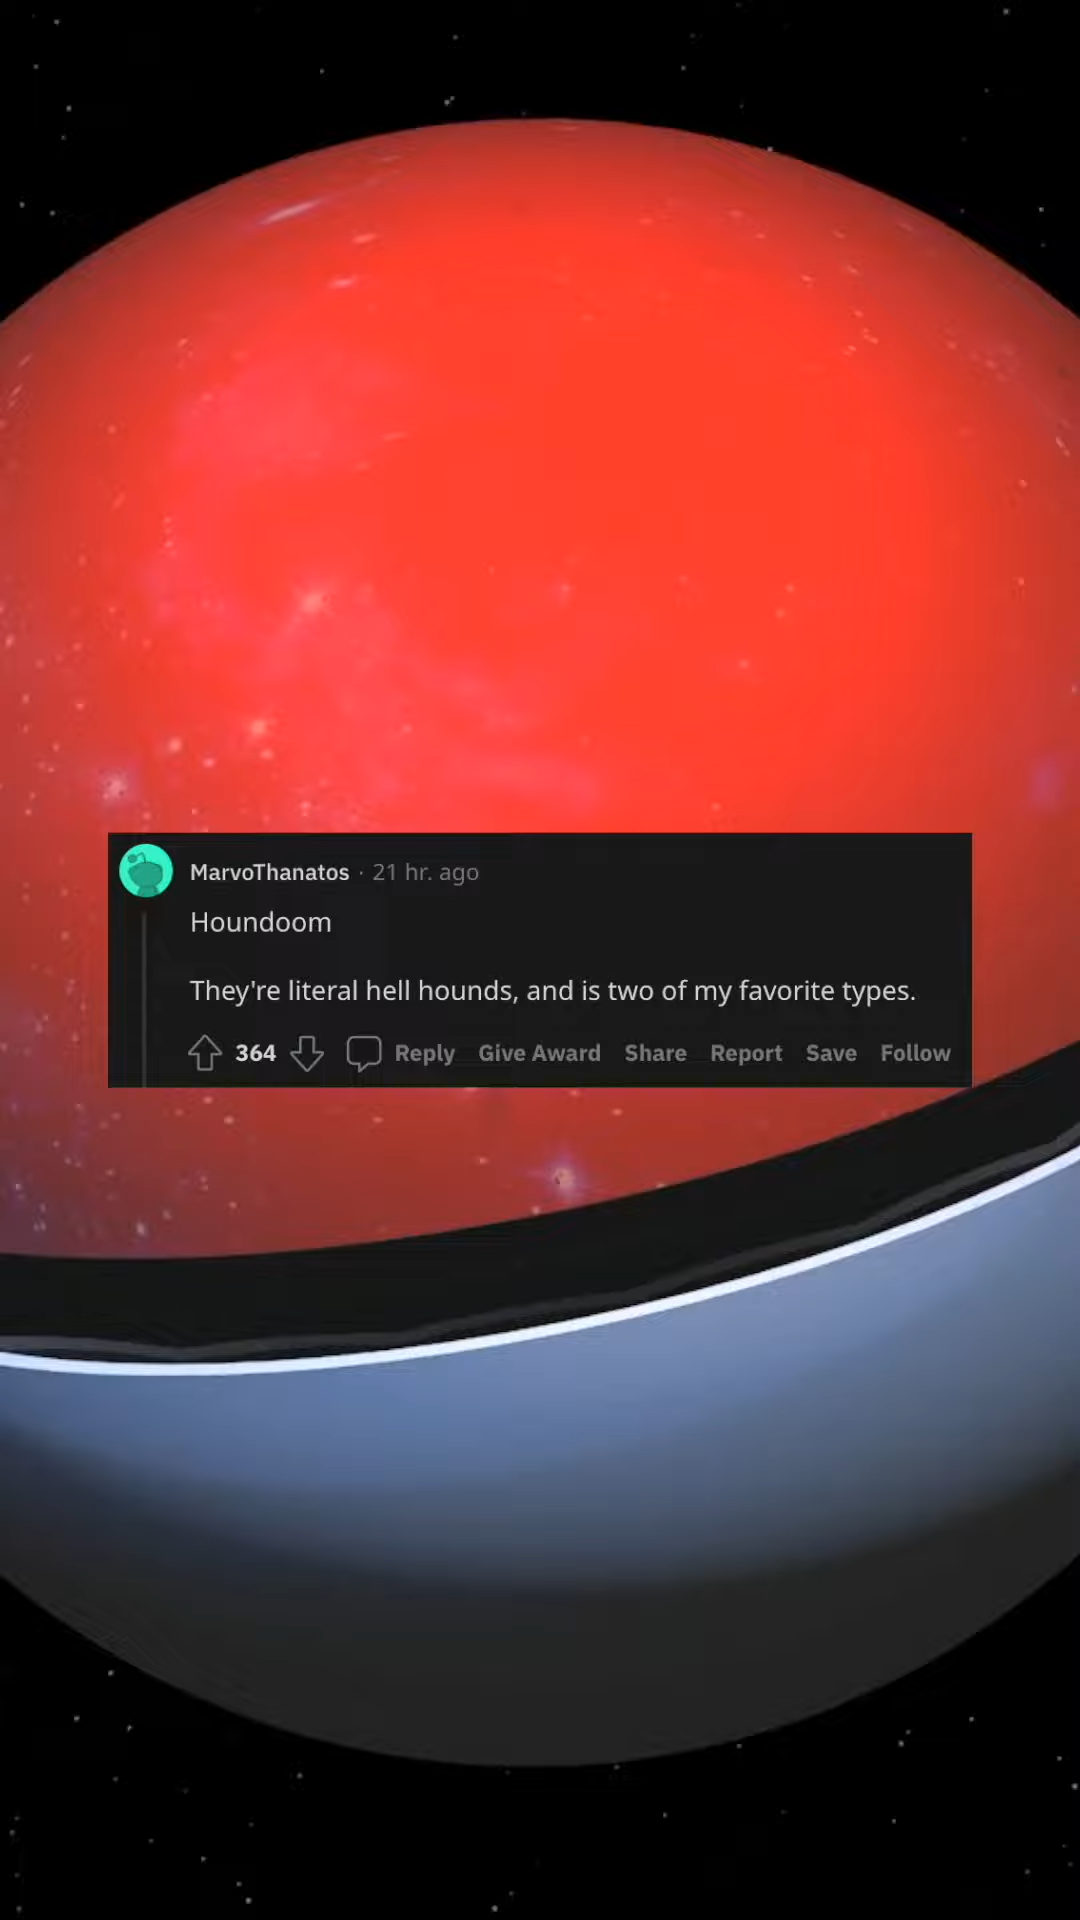 MarvoThanatos · 21 hr. ago
Houndoom
They're literal hell hounds, and is two of my favorite types.
364 Reply Give Award Share Report Save Follow